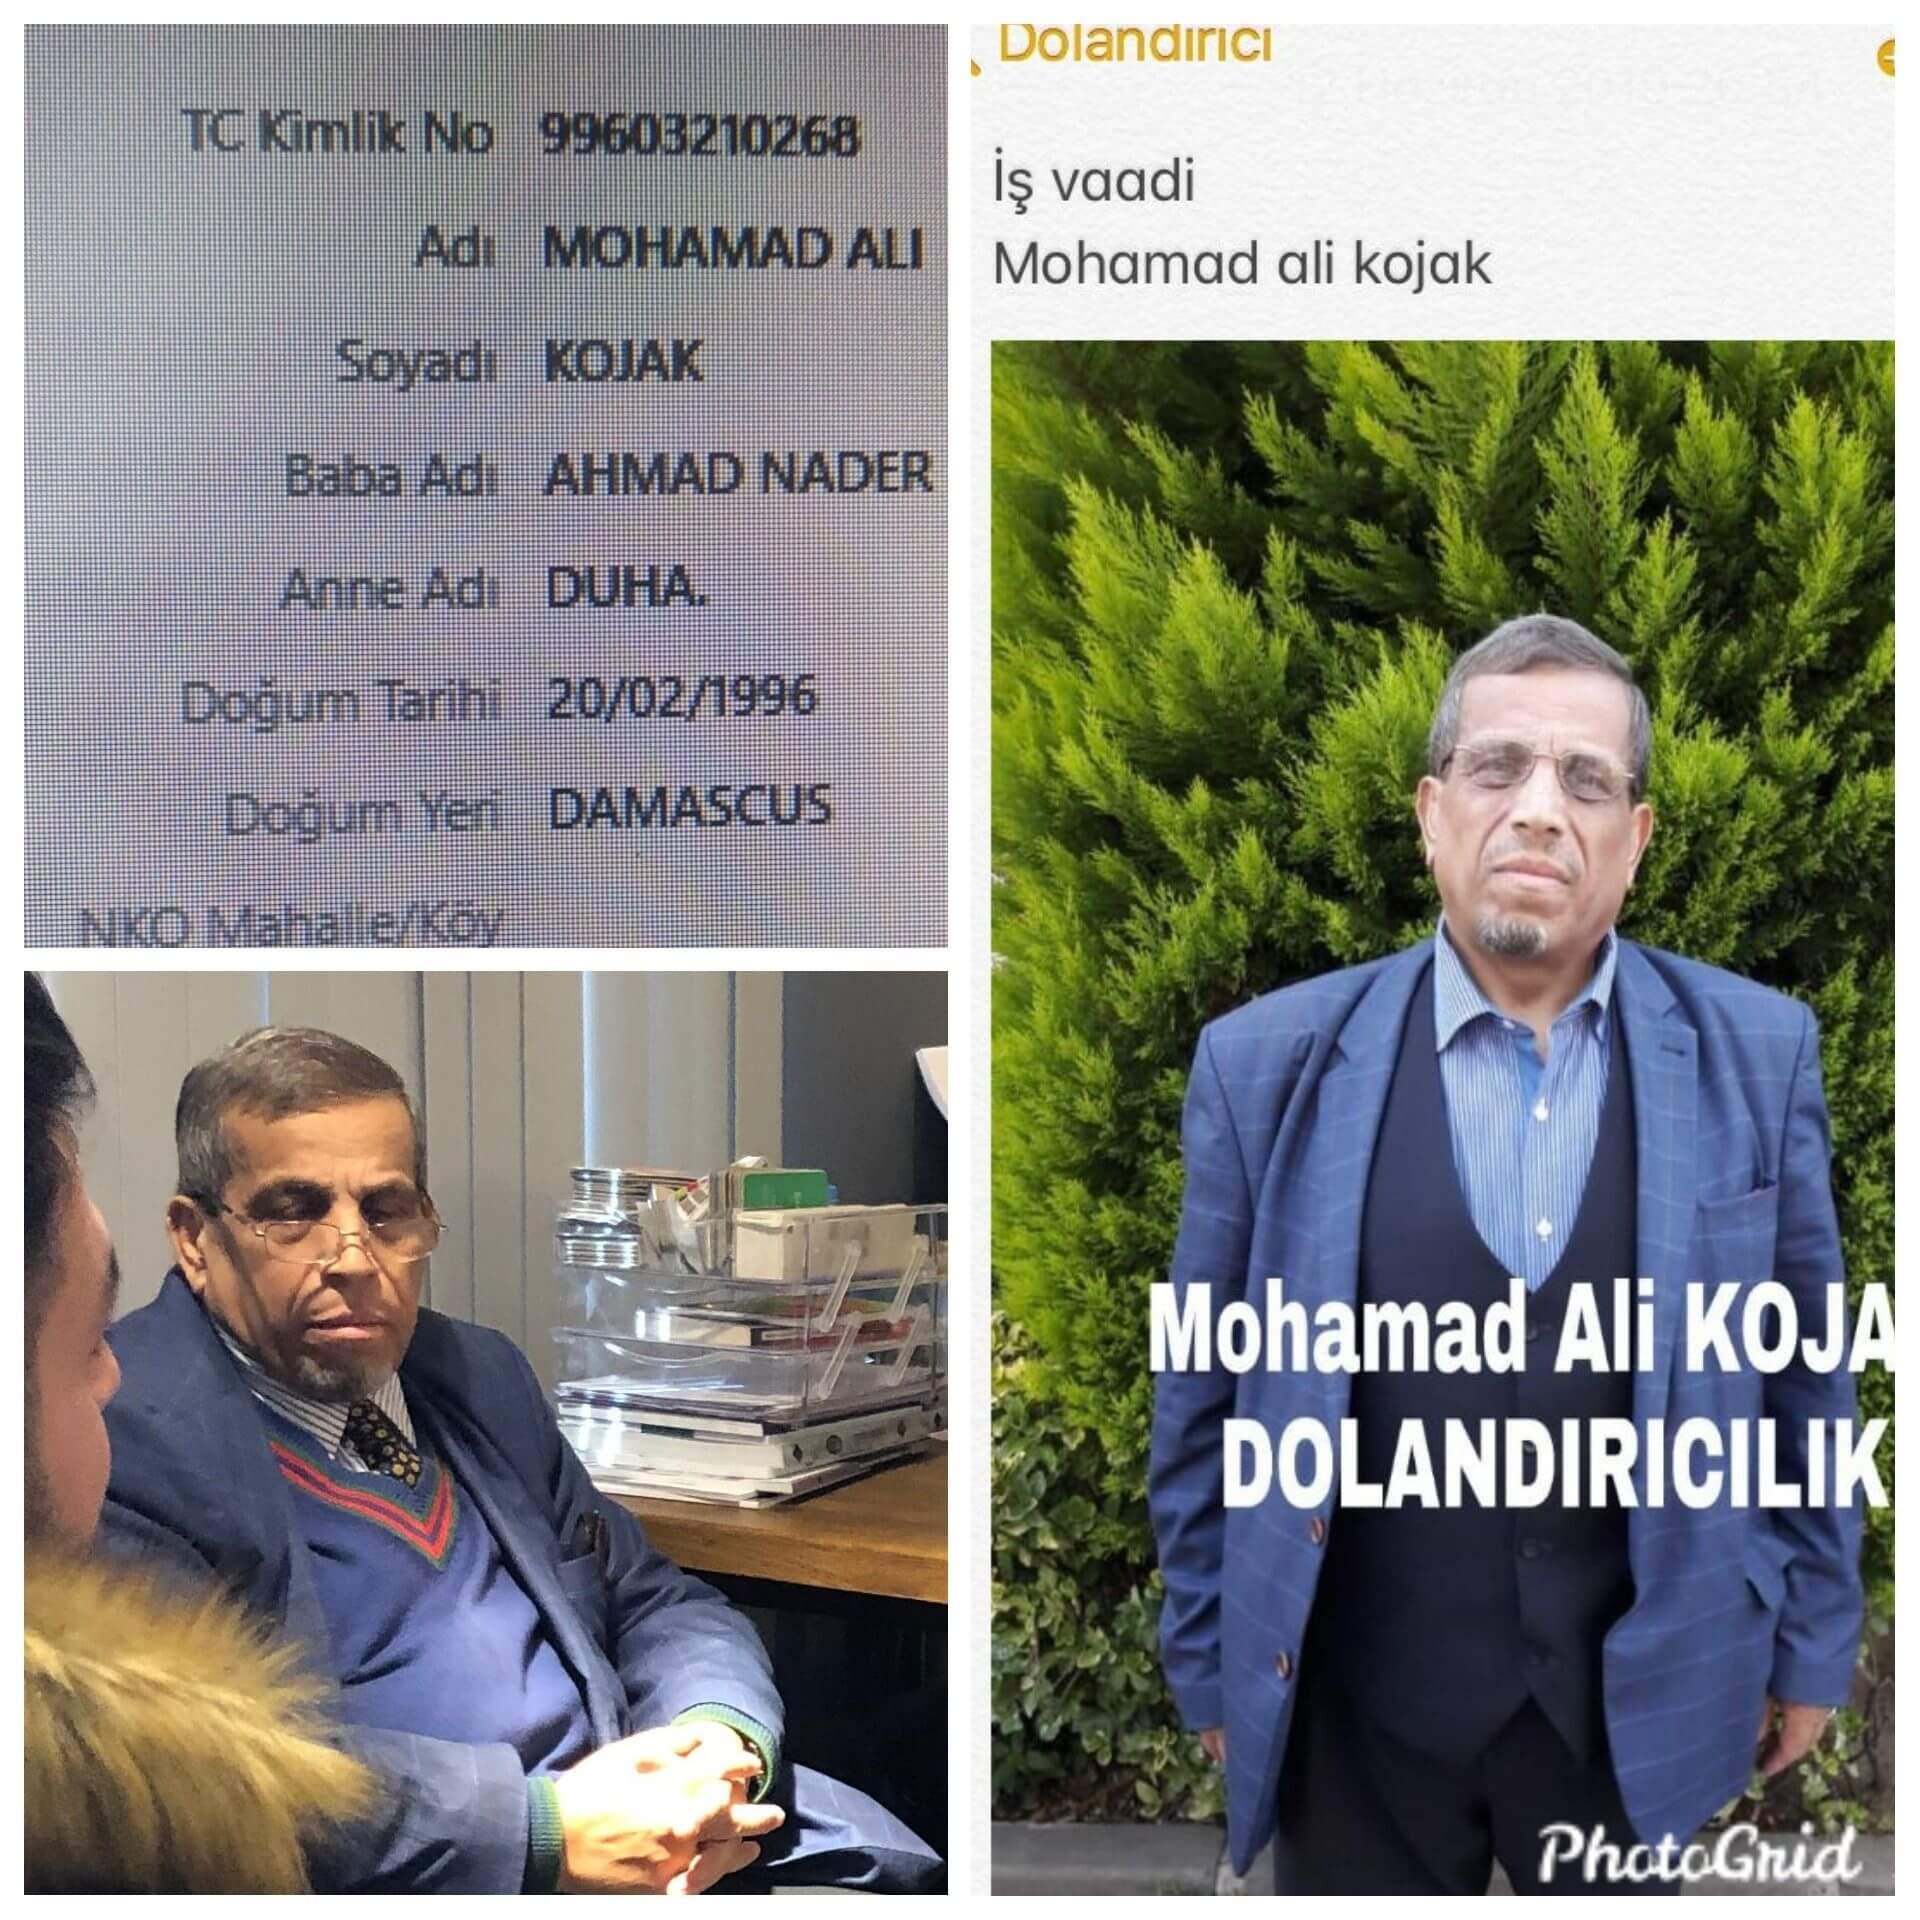 TC Kimlik No 99603210268
Adı MOHAMAD ALI
Soyadı KOJAK
Baba Adı AHMAD NADER
Anne Adı DUHA.
Doğum Tarihi 20/02/1996
Doğum Yeri DAMASCUS
NKO Mahalle/Köy
Dolandırıcı
İş vaadi
Mohamad ali kojak
Mohamad Ali KOJA
DOLANDIRICILIK
PhotoGrid